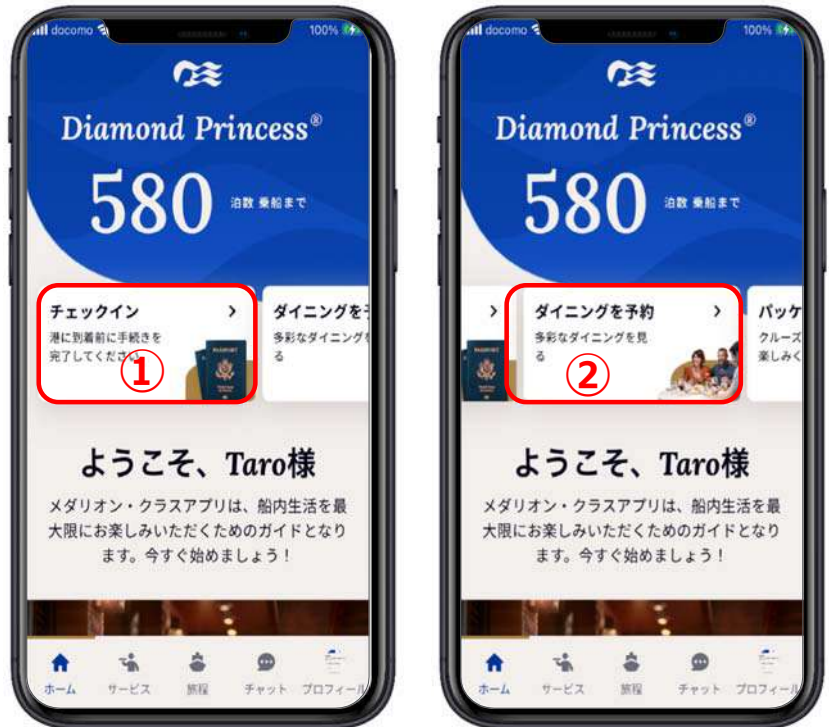 docomo 100%
Diamond Princess®
580 泊数 乗船まで
チェックイン
港に到着前に手続きを
完了してください
PASSPORT
①
ダイニングを予
多彩なダイニングを
る
ようこそ、Taro様
メダリオン・クラスアプリは、船内生活を最
大限にお楽しみいただくためのガイドとなり
ます。今すぐ始めましょう！
ホーム サービス 旅程 チャット プロフィール
docomo 100%
Diamond Princess®
580 泊数 乗船まで
ダイニングを予約
多彩なダイニングを見
る
②
パッケ
クルーズ
楽しみく
ようこそ、Taro様
メダリオン・クラスアプリは、船内生活を最
大限にお楽しみいただくためのガイドとなり
ます。今すぐ始めましょう！
ホーム サービス 旅程 チャット プロフィール